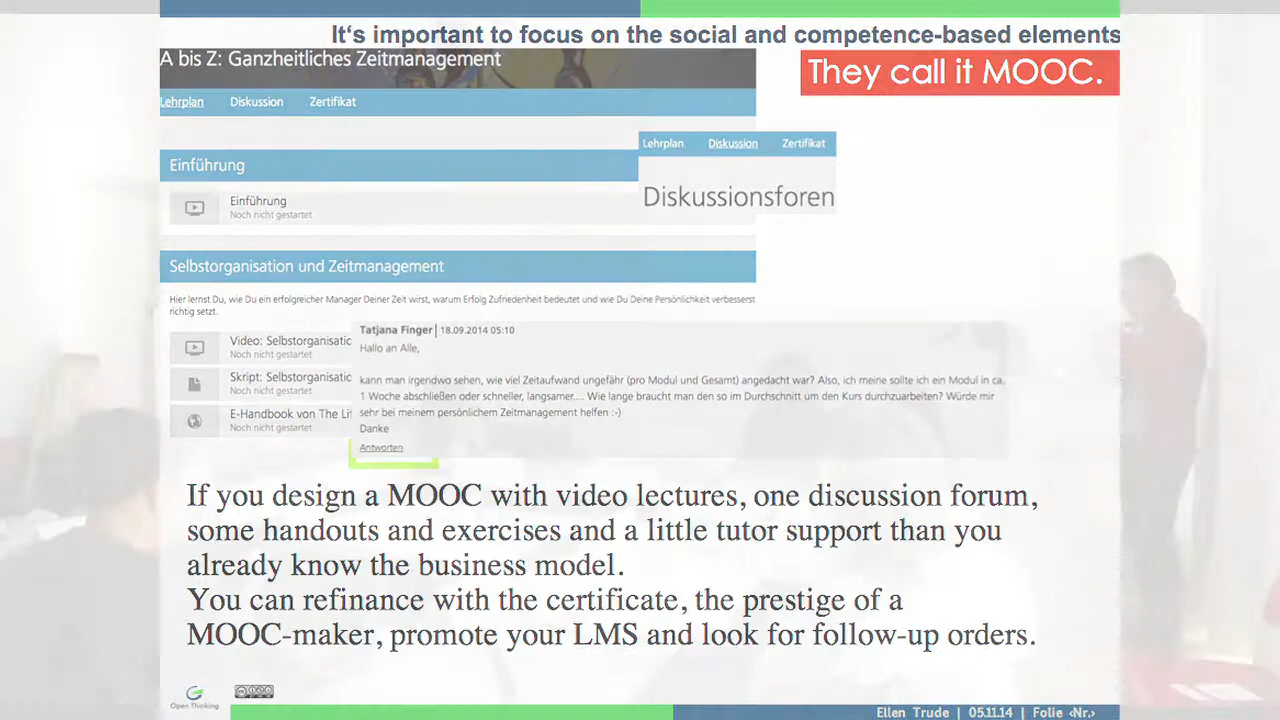 It‘s important to focus on the social and competence-based elements
They call it MOOC.
A bis Z: Ganzheitliches Zeitmanagement
Lehrplan Diskussion Zertifikat
Lehrplan Diskussion Zertifikat
Diskussionsforen
Einführung
Einführung
Noch nicht gestartet
Selbstorganisation und Zeitmanagement
Hier lernst Du, wie Du ein erfolgreicher Manager Deiner Zeit wirst, warum Erfolg Zufriedenheit bedeutet und wie Du Deine Persönlichkeit verbesserst
richtig setzt.
Video: Selbstorganisatio
Noch nicht gestartet
Skript: Selbstorganisatio
Noch nicht gestartet
E-Handbook von The Lit
Noch nicht gestartet
Tatjana Finger | 18.09.2014 05:10
Hallo an Alle,
kann man irgendwo sehen, wie viel Zeitaufwand ungefähr (pro Modul und Gesamt) angedacht war? Also, ich meine sollte ich ein Modul in ca.
1 Woche abschließen oder schneller, langsamer.... Wie lange braucht man den so im Durchschnitt um den Kurs durchzuarbeiten? Würde mir
sehr bei meinem persönlichem Zeitmanagement helfen :-)
Danke
Antworten
If you design a MOOC with video lectures, one discussion forum,
some handouts and exercises and a little tutor support than you
already know the business model.
You can refinance with the certificate, the prestige of a
MOOC-maker, promote your LMS and look for follow-up orders.
Open Thinking
Ellen Trude | 05.11.14 | Folie ‹Nr.›